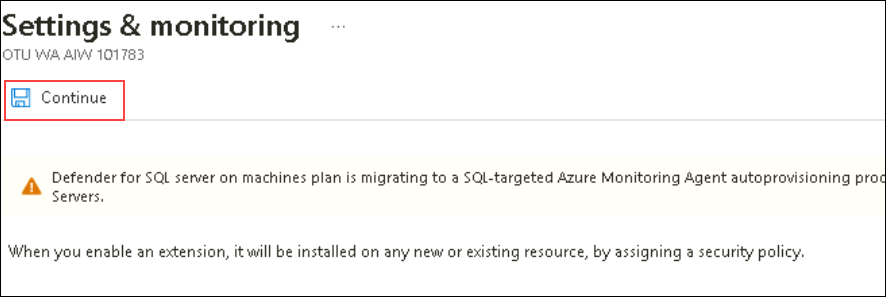 Settings & monitoring ...
OTU WA AIW 101783
Continue
Defender for SQL server on machines plan is migrating to a SQL-targeted Azure Monitoring Agent autoprovisioning
Servers.
When you enable an extension, it will be installed on any new or existing resource, by assigning a security policy.